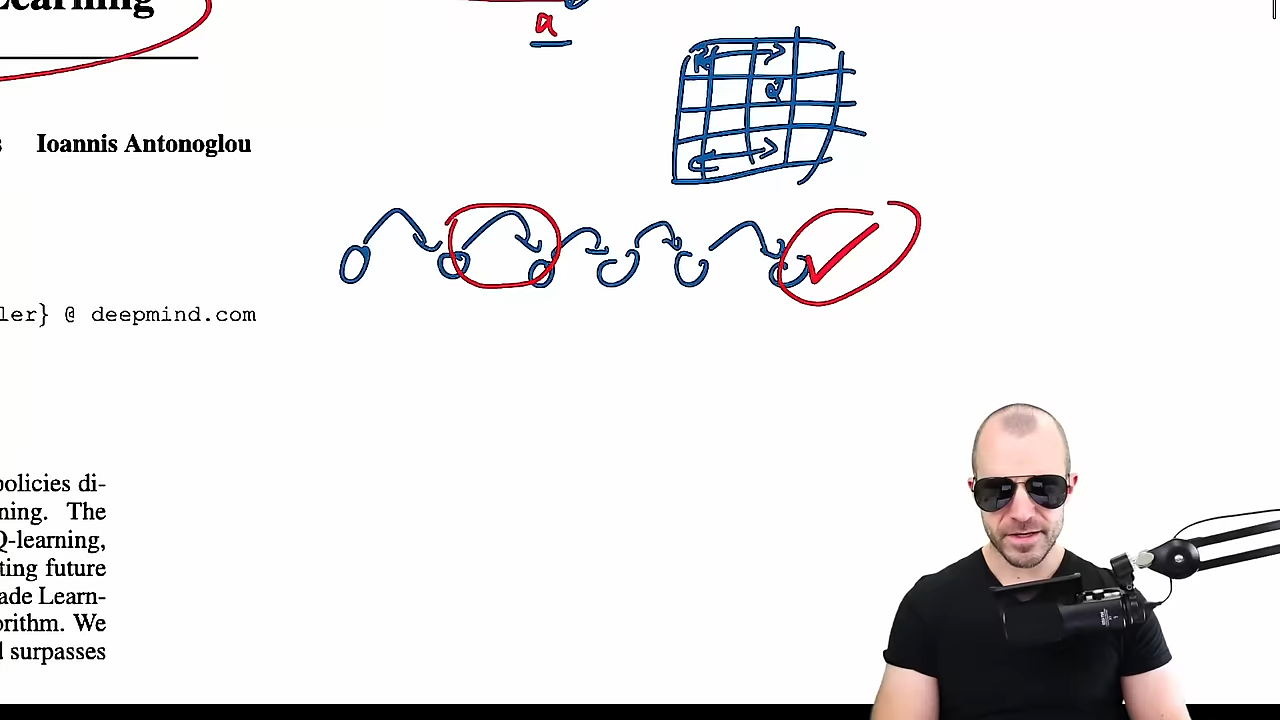 Learning
a
Ioannis Antonoglou
ler} @ deepmind.com
policies di-
ning. The
Q-learning,
ting future
ade Learn-
orithm. We
d surpasses